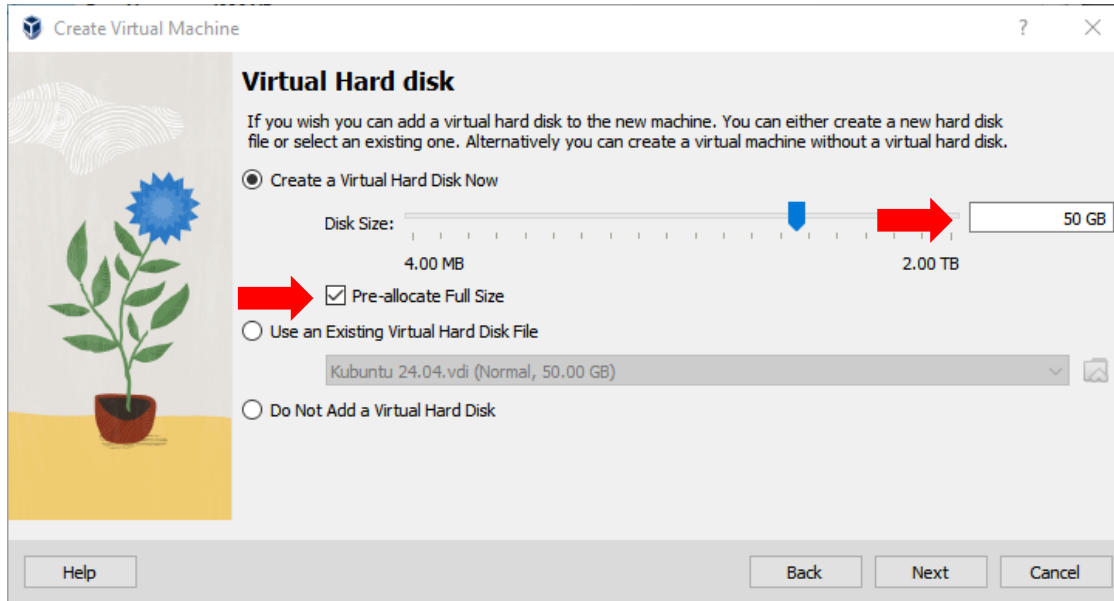 Create Virtual Machine
Virtual Hard disk
If you wish you can add a virtual hard disk to the new machine. You can either create a new hard disk
file or select an existing one. Alternatively you can create a virtual machine without a virtual hard disk.
Create a Virtual Hard Disk Now
Disk Size:
50 GB
4.00 MB
2.00 TB
Pre-allocate Full Size
Use an Existing Virtual Hard Disk File
Kubuntu 24.04.vdi (Normal, 50.00 GB)
Do Not Add a Virtual Hard Disk
Help
Back
Next
Cancel